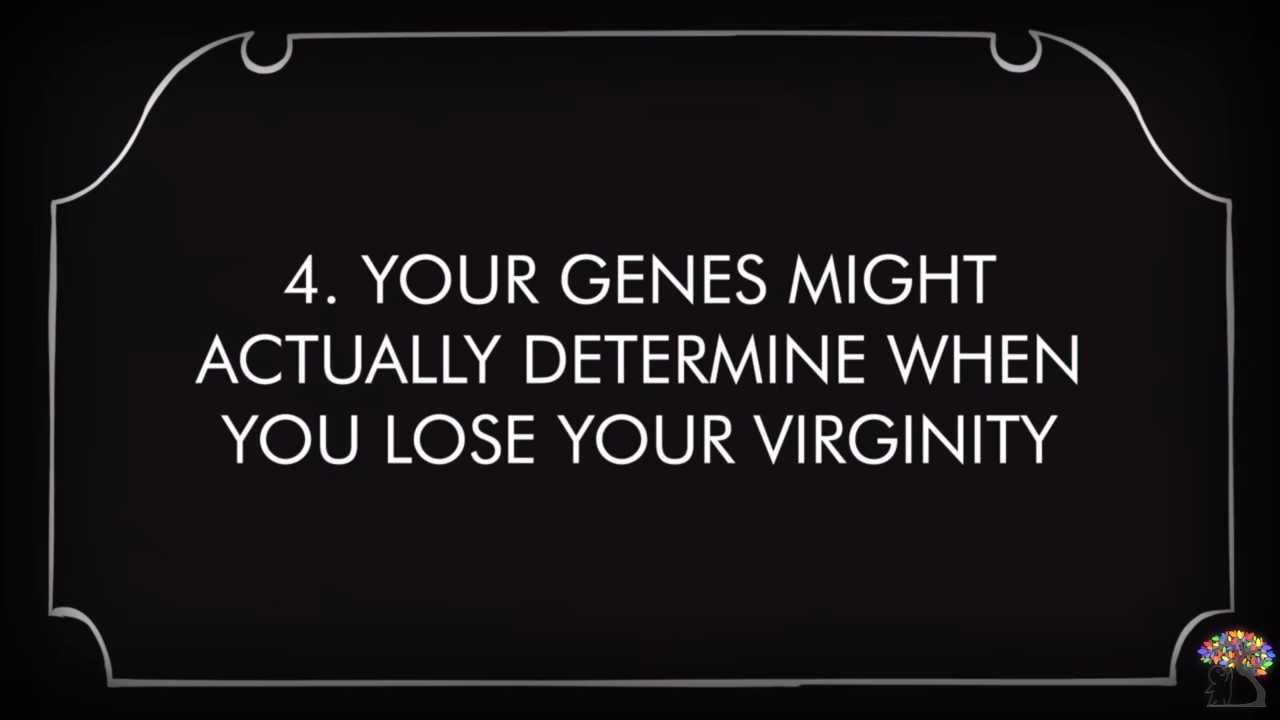 4. YOUR GENES MIGHT
ACTUALLY DETERMINE WHEN
YOU LOSE YOUR VIRGINITY